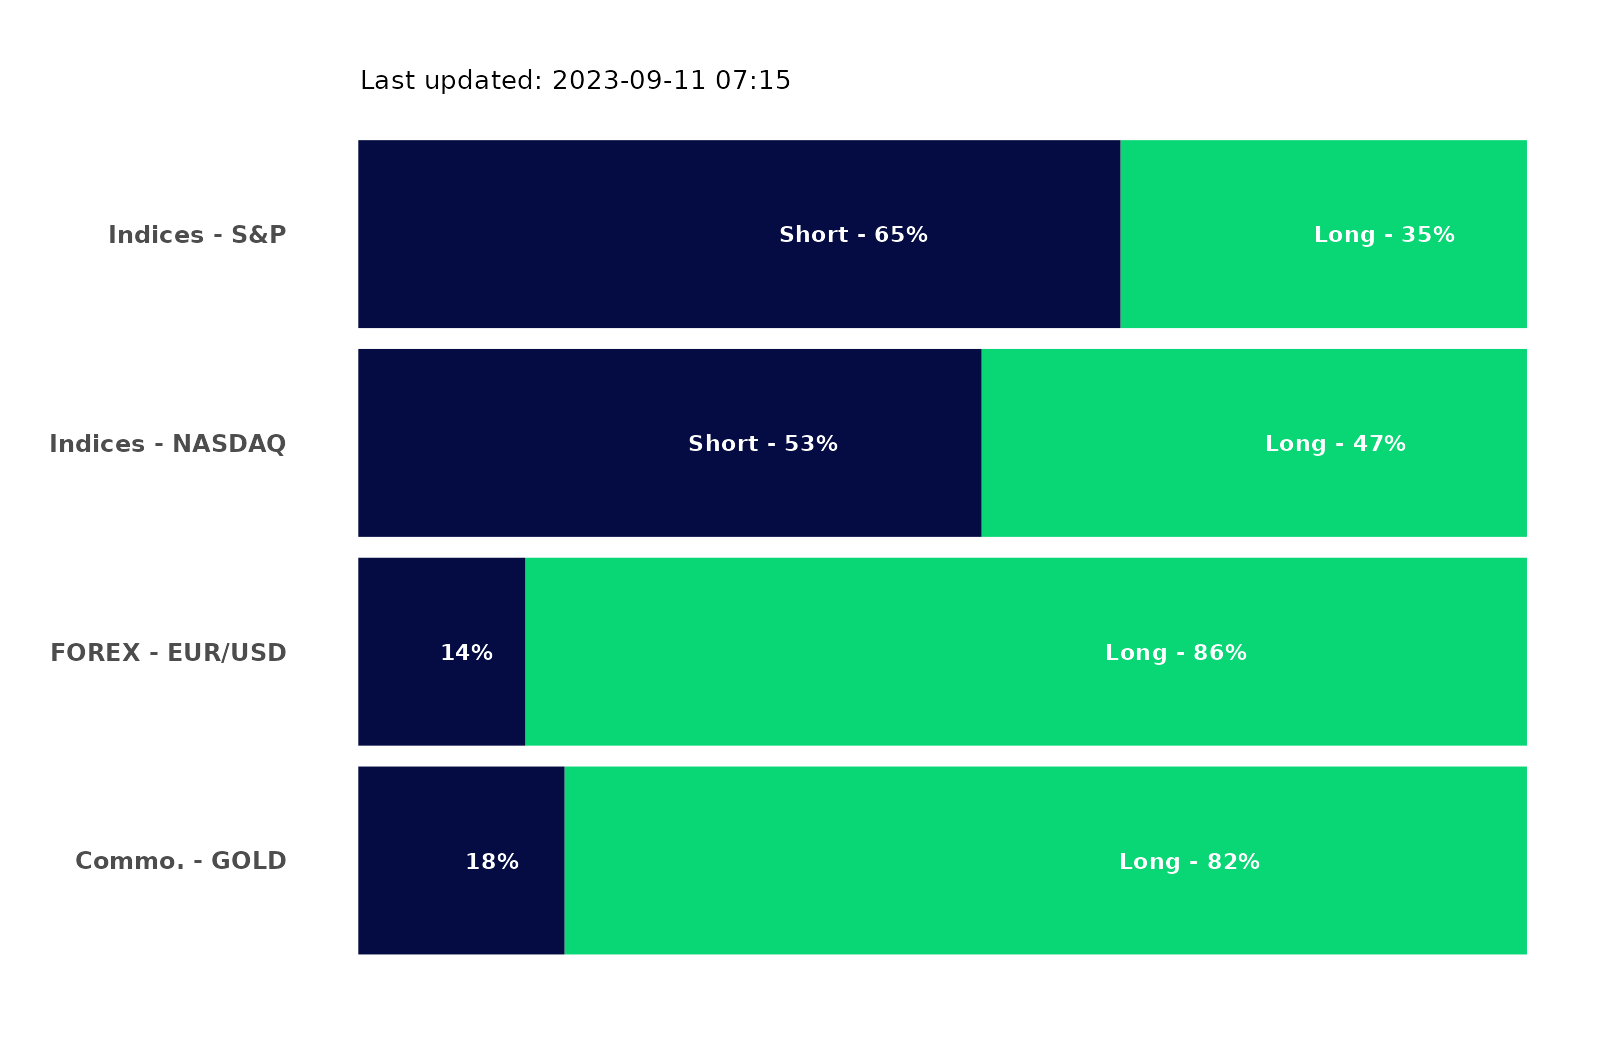 Last updated: 2023-09-11 07:15
Indices - S&P
Short - 65%
Long - 35%
Indices - NASDAQ
Short - 53%
Long - 47%
FOREX - EUR/USD
14%
Long - 86%
Commo. - GOLD
18%
Long - 82%